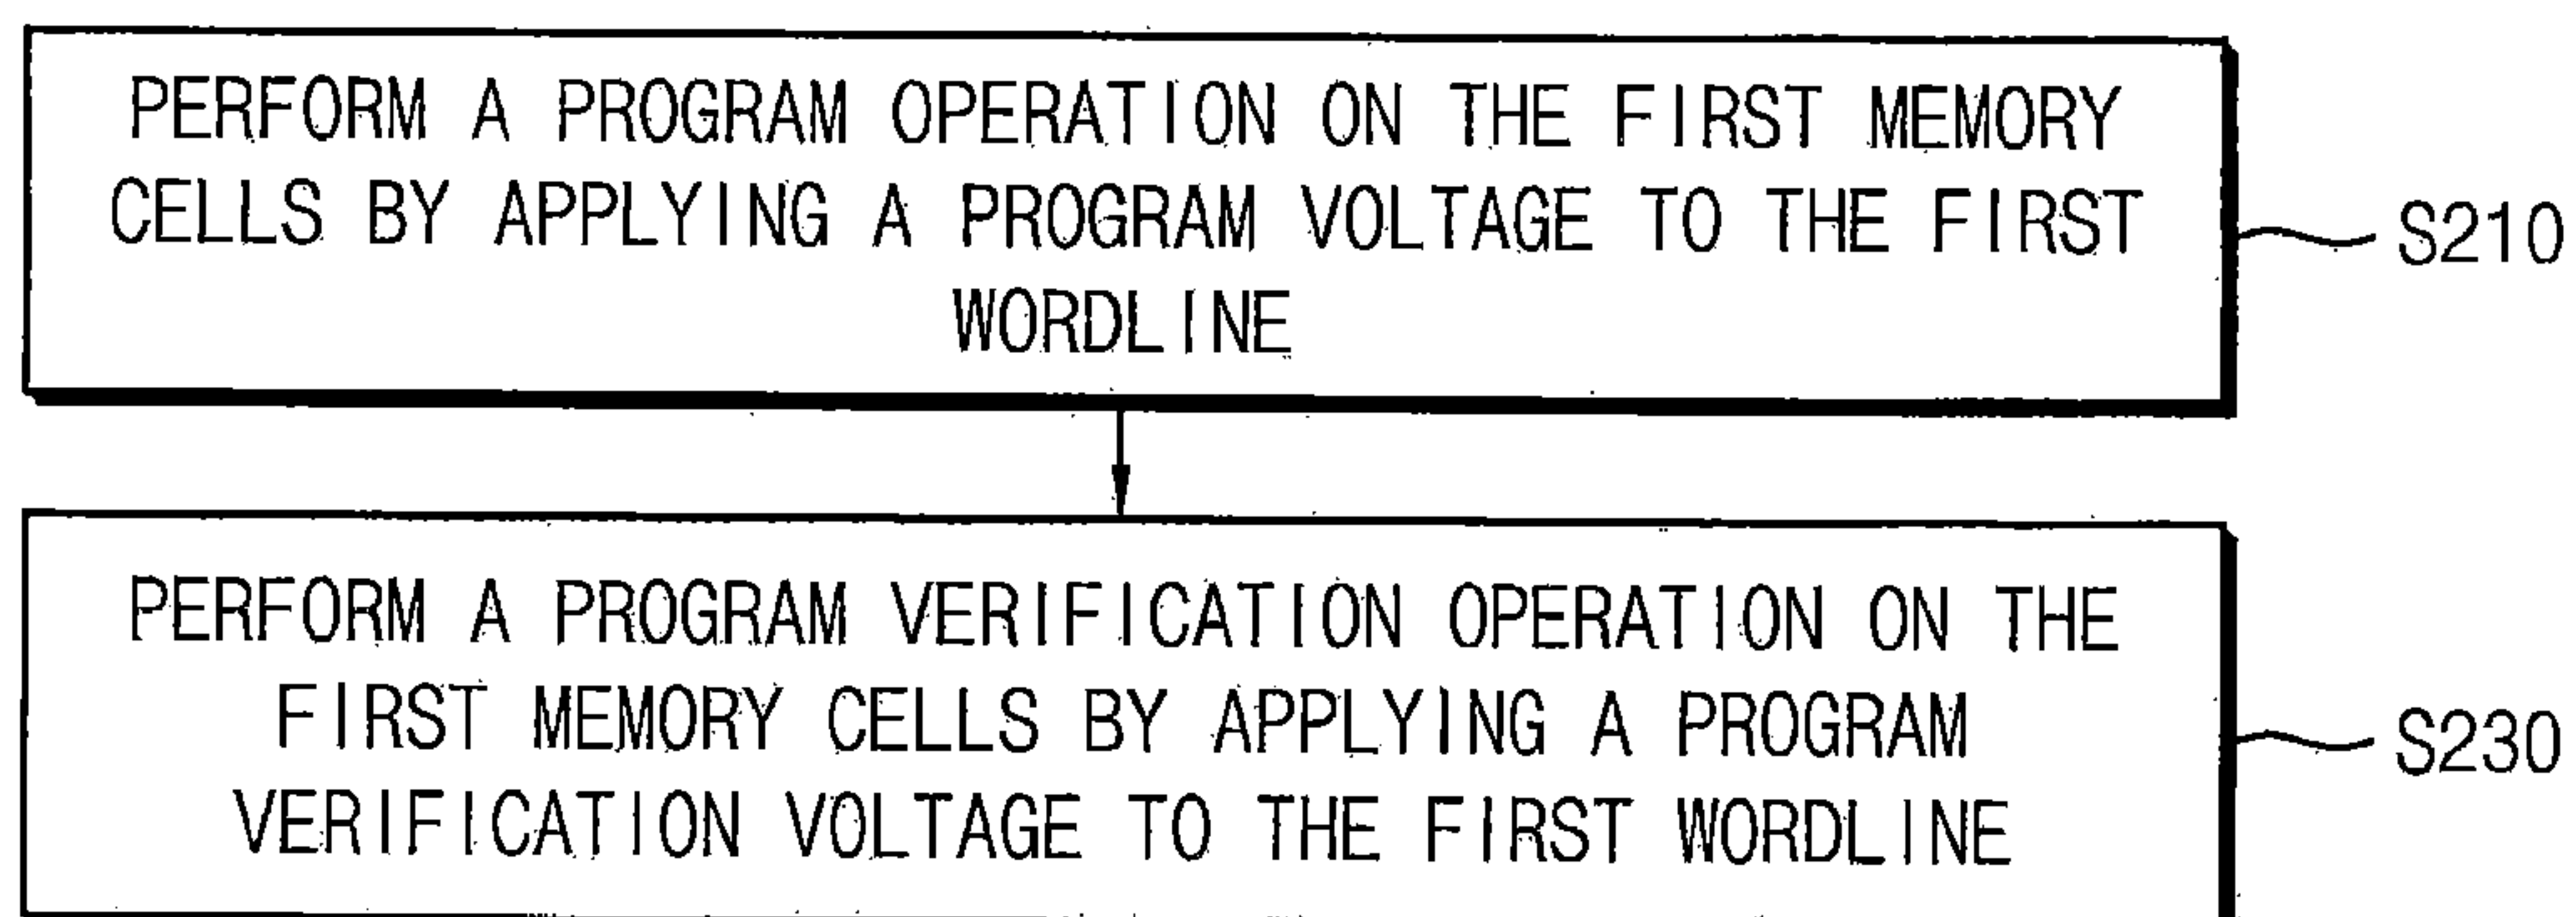 PERFORM A PROGRAM OPERATION ON THE FIRST MEMORY
CELLS BY APPLYING A PROGRAM VOLTAGE TO THE FIRST
WORDLINE
S210
PERFORM A PROGRAM VERIFICATION OPERATION ON THE
FIRST MEMORY CELLS BY APPLYING A PROGRAM
VERIFICATION VOLTAGE TO THE FIRST WORDLINE
S230